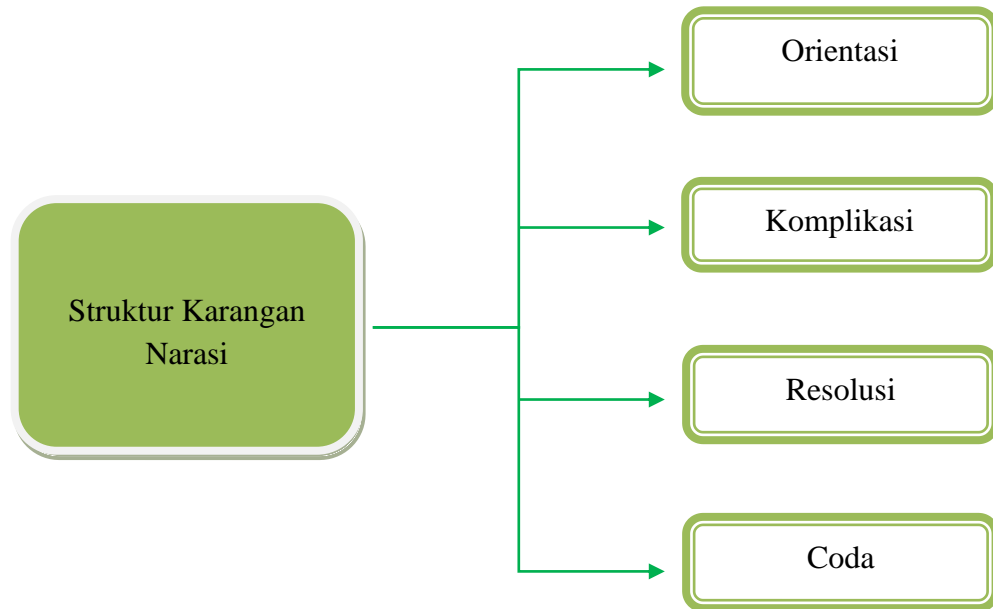 Struktur Karangan
Narasi
Orientasi
Komplikasi
Resolusi
Coda